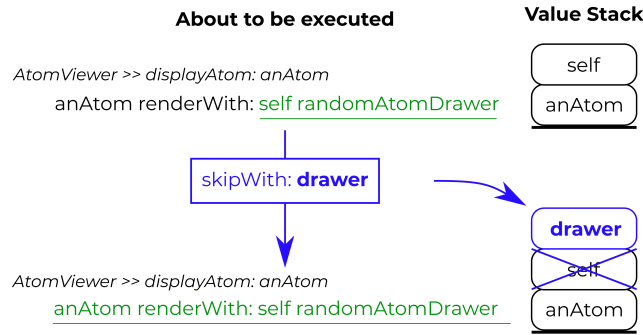 About to be executed
Value Stack
AtomViewer >> displayAtom: anAtom
anAtom renderWith: self randomAtomDrawer
self
anAtom
skipWith: drawer
drawer
self
anAtom
AtomViewer >> displayAtom: anAtom
anAtom renderWith: self randomAtomDrawer